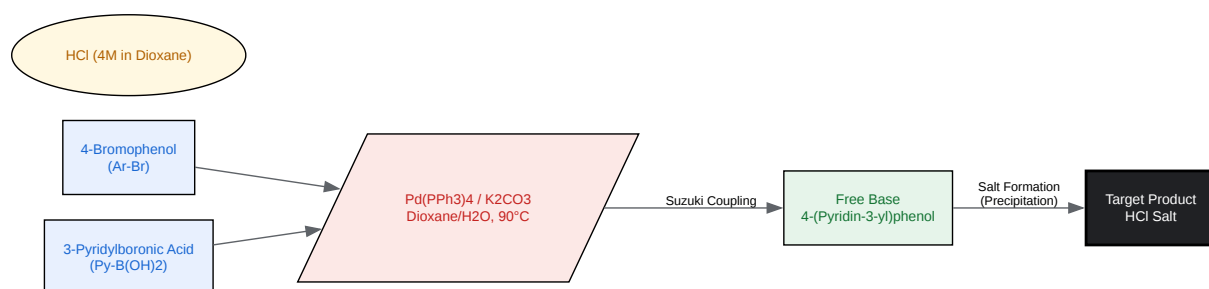 HCl (4M in Dioxane)
4-Bromophenol
(Ar-Br)
3-Pyridylboronic Acid
(Py-B(OH)2)
Pd(PPh3)4 / K2CO3
Dioxane/H2O, 90°C
Suzuki Coupling
Free Base
4-(Pyridin-3-yl)phenol
Salt Formation
(Precipitation)
Target Product
HCl Salt